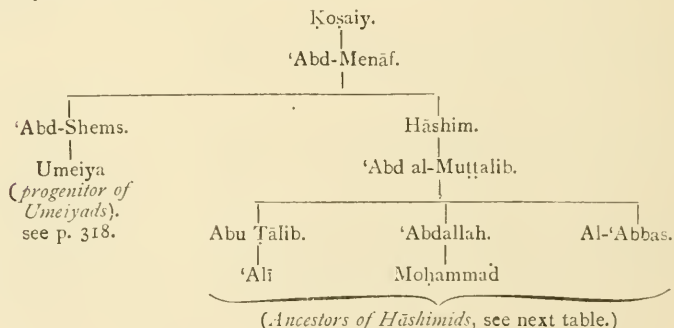 Ḳoṣaiy.
‘Abd-Menāf.
‘Abd-Shems. Hāshim.
Umeiya ‘Abd al-Muṭṭalib.
(progenitor of
Umeiyads).
see p. 318. Abu Ṭālib. ‘Abdallah. Al-‘Abbas.
‘Alī Moḥammad
(Ancestors of Hāshimids, see next table.)